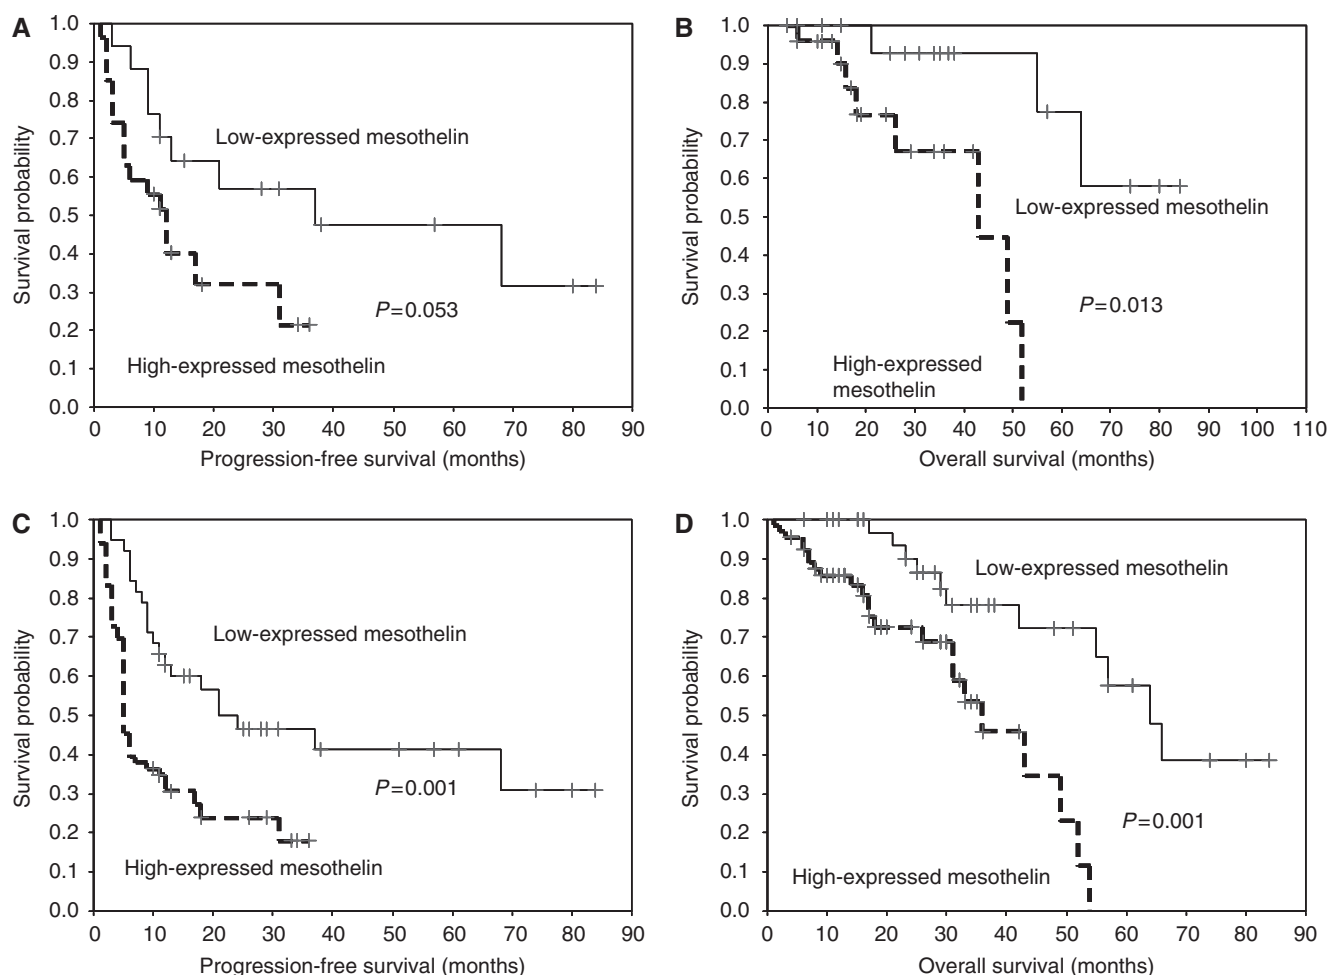 A
1.0
0.9
0.8
0.7
0.6
0.5
0.4
0.3
0.2
0.1
0.0
Survival probability
Low-expressed mesothelin
P=0.053
High-expressed mesothelin
0 10 20 30 40 50 60 70 80 90
Progression-free survival (months)
B
1.0
0.9
0.8
0.7
0.6
0.5
0.4
0.3
0.2
0.1
0.0
Survival probability
Low-expressed mesothelin
P=0.013
High-expressed
mesothelin
0 10 20 30 40 50 60 70 80 90 100 110
Overall survival (months)
C
1.0
0.9
0.8
0.7
0.6
0.5
0.4
0.3
0.2
0.1
0.0
Survival probability
Low-expressed mesothelin
P=0.001
High-expressed mesothelin
0 10 20 30 40 50 60 70 80 90
Progression-free survival (months)
D
1.0
0.9
0.8
0.7
0.6
0.5
0.4
0.3
0.2
0.1
0.0
Survival probability
Low-expressed mesothelin
P=0.001
High-expressed mesothelin
0 10 20 30 40 50 60 70 80 90
Overall survival (months)